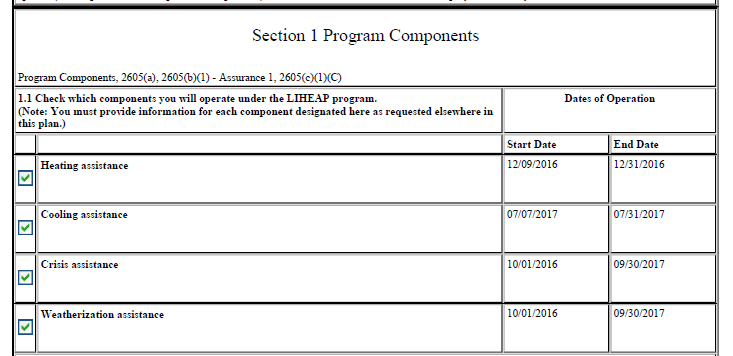 Section 1 Program Components
Program Components, 2605(a), 2605(b)(1) - Assurance 1, 2605(c)(1)(C)
1.1 Check which components you will operate under the LIHEAP program.
(Note: You must provide information for each component designated here as requested elsewhere in
this plan.)
Dates of Operation
Start Date
End Date
Heating assistance
12/09/2016
12/31/2016
Cooling assistance
07/07/2017
07/31/2017
Crisis assistance
10/01/2016
09/30/2017
Weatherization assistance
10/01/2016
09/30/2017